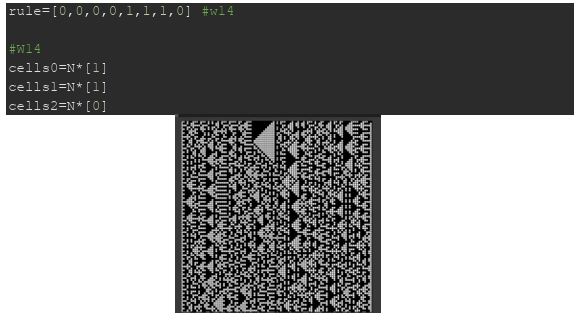 rule=[0,0,0,0,1,1,1,0] #w14
#W14
cells0=N*[1]
cells1=N*[1]
cells2=N*[0]